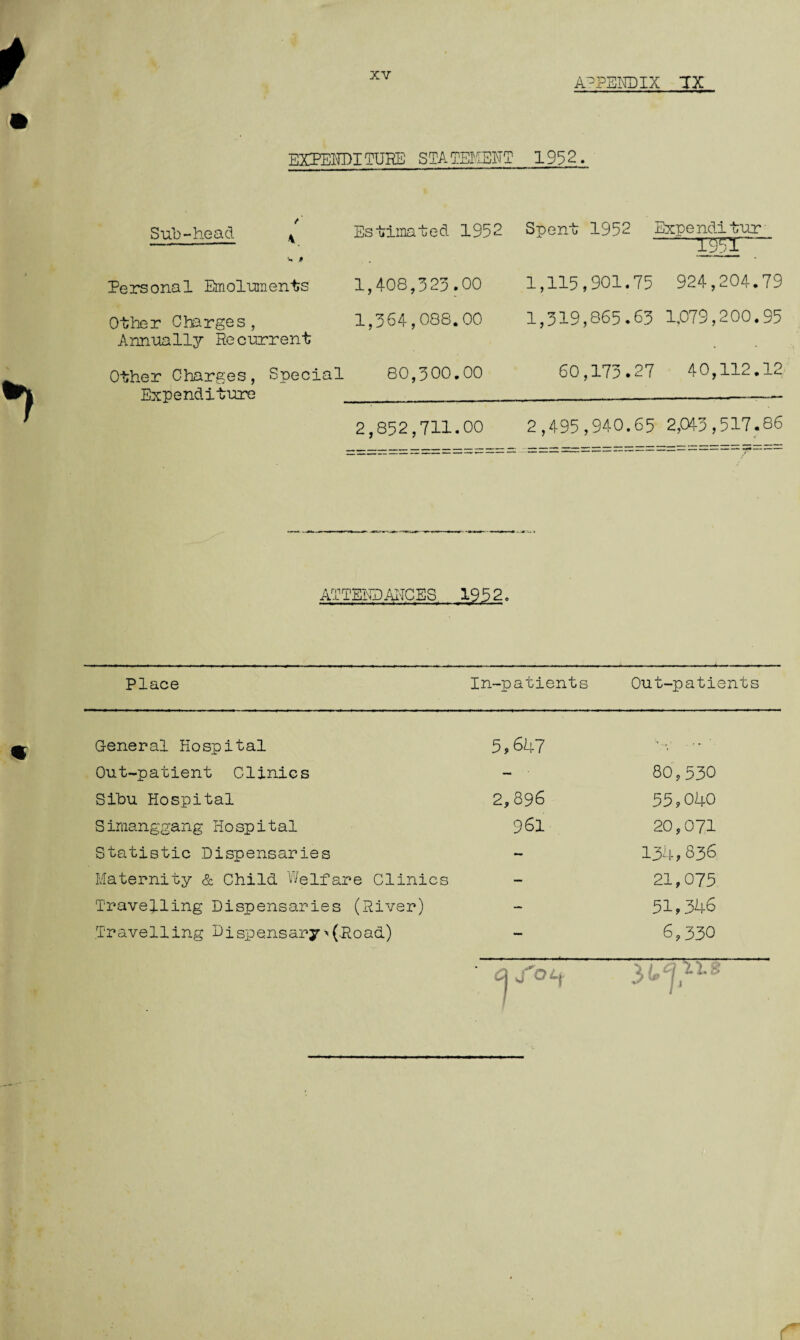 xv
APPENDIX IX
EXPENDITURE STATEMENT 1952.
Sub-head Estimated 1952 Spent 1952 Expenditur
1951
Personal Emoluments 1,408,323.00 1,115,901.75 924,204.79
Other Charges, 1,364,088.00 1,319,865.63 1,079,200.95
Annually Recurrent
Other Charges, Special 80,300.00 60,173.27 40,112.12
Expenditure
2,852,711.00 2,495,940.65 2,043,517.86
ATTENDANCES 1952.
Place In-patients Out-patients
General Hospital 5,647
Out-patient Clinics - 80,530
Sibu Hospital 2,896 55,040
Simanggang Hospital 961 20,071
Statistic Dispensaries - 134,836
Maternity & Child Welfare Clinics - 21,075
Travelling Dispensaries (River) - 51,346
Travelling Dispensary (Road) - 6,330
9504 369,228